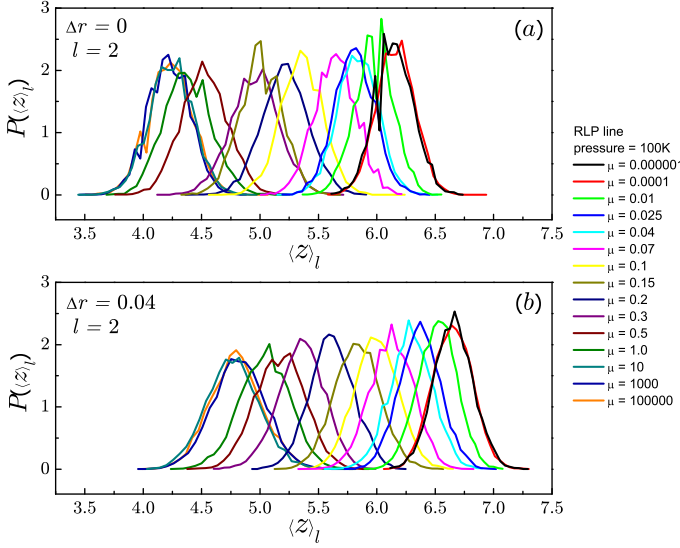 3
Δr = 0
(a)
l = 2
2
P(⟨z⟩l)
1
0
3.5 4.0 4.5 5.0 5.5 6.0 6.5 7.0 7.5
⟨z⟩l
3
Δr = 0.04
(b)
l = 2
2
P(⟨z⟩l)
1
0
3.5 4.0 4.5 5.0 5.5 6.0 6.5 7.0 7.5
⟨z⟩l
RLP line
pressure = 100K
μ = 0.000001
μ = 0.0001
μ = 0.01
μ = 0.025
μ = 0.04
μ = 0.07
μ = 0.1
μ = 0.15
μ = 0.2
μ = 0.3
μ = 0.5
μ = 1.0
μ = 10
μ = 1000
μ = 100000